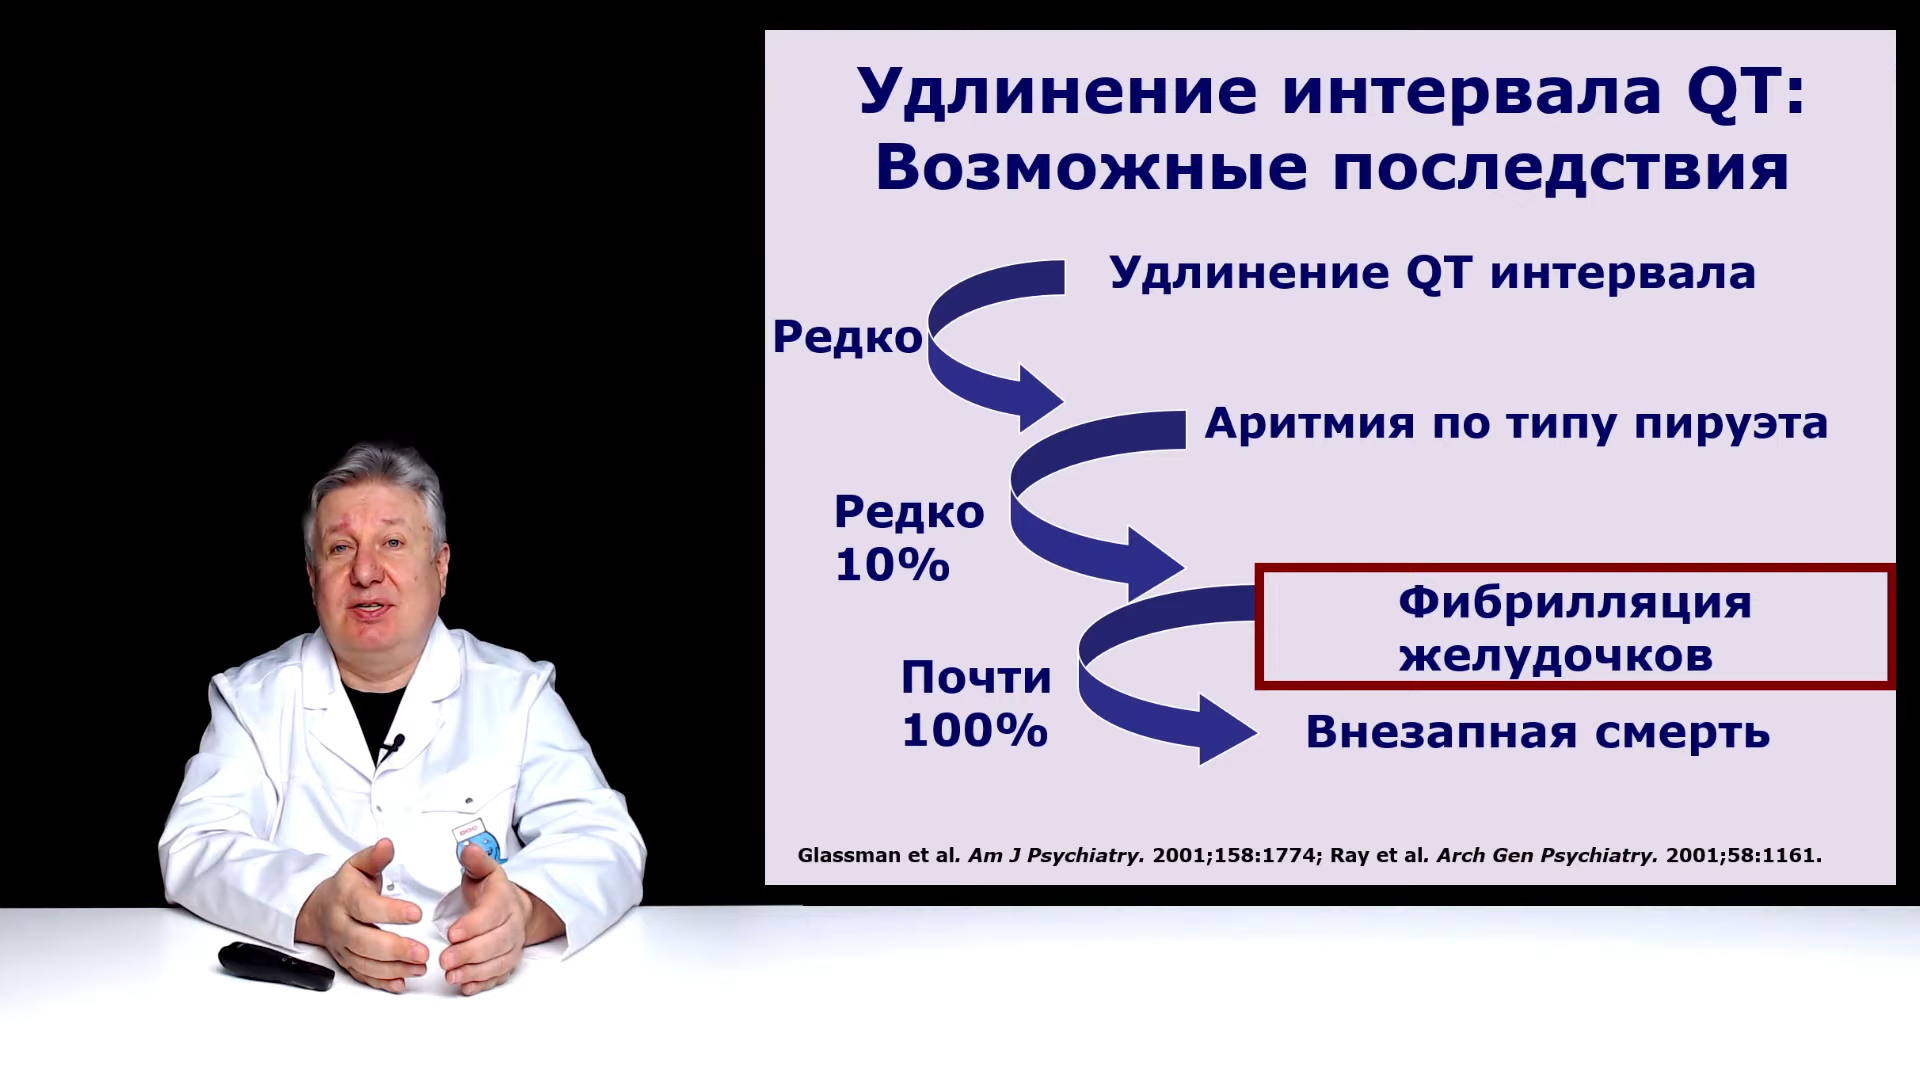 Удлинение интервала QT:
Возможные последствия
Удлинение QT интервала
Редко
Аритмия по типу пируэта
Редко
10%
Фибрилляция
желудочков
Почти
100%
Внезапная смерть
Glassman et al. Am J Psychiatry. 2001;158:1774; Ray et al. Arch Gen Psychiatry. 2001;58:1161.
DOC